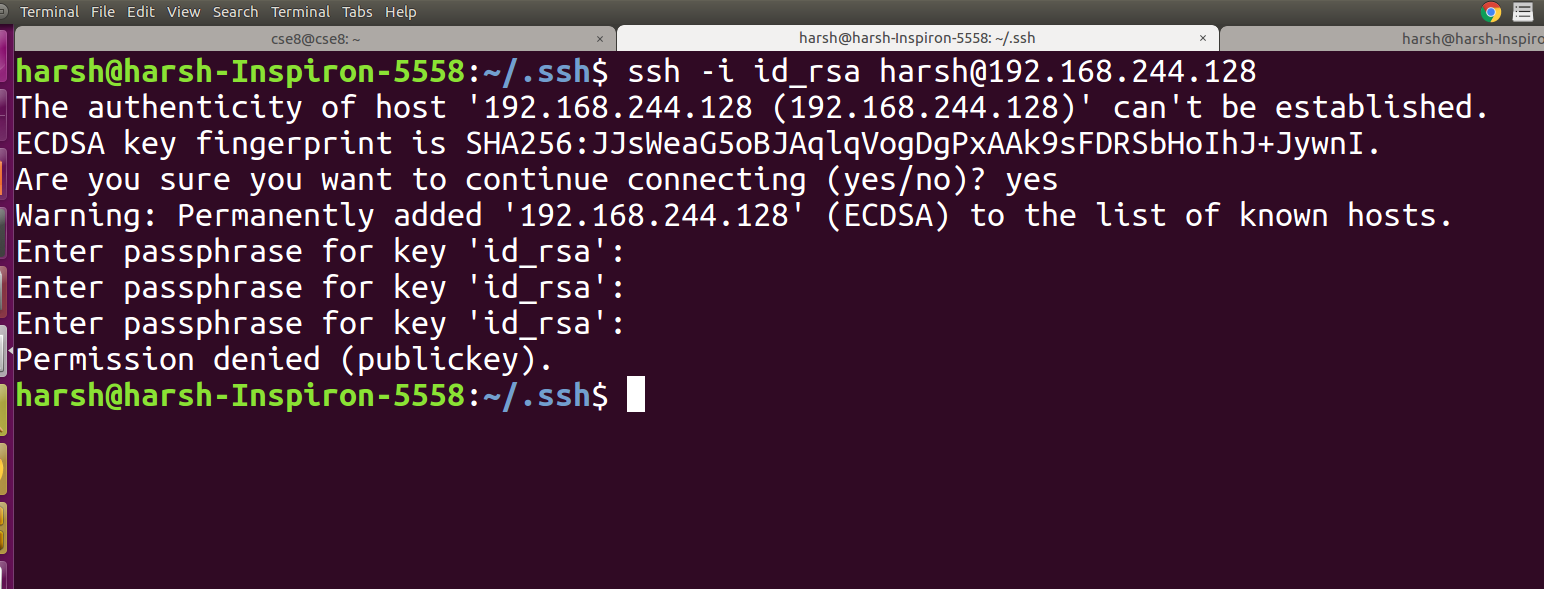 Terminal File Edit View Search Terminal Tabs Help
cse8@cse8: ~ × harsh@harsh-Inspiron-5558: ~/.ssh × harsh@harsh-Inspiro
harsh@harsh-Inspiron-5558:~/.ssh$ ssh -i id_rsa harsh@192.168.244.128
The authenticity of host '192.168.244.128 (192.168.244.128)' can't be established.
ECDSA key fingerprint is SHA256:JJsWeaG5oBJAqlqVogDgPxAAk9sFDRSbHoIhJ+JywnI.
Are you sure you want to continue connecting (yes/no)? yes
Warning: Permanently added '192.168.244.128' (ECDSA) to the list of known hosts.
Enter passphrase for key 'id_rsa':
Enter passphrase for key 'id_rsa':
Enter passphrase for key 'id_rsa':
Permission denied (publickey).
harsh@harsh-Inspiron-5558:~/.ssh$